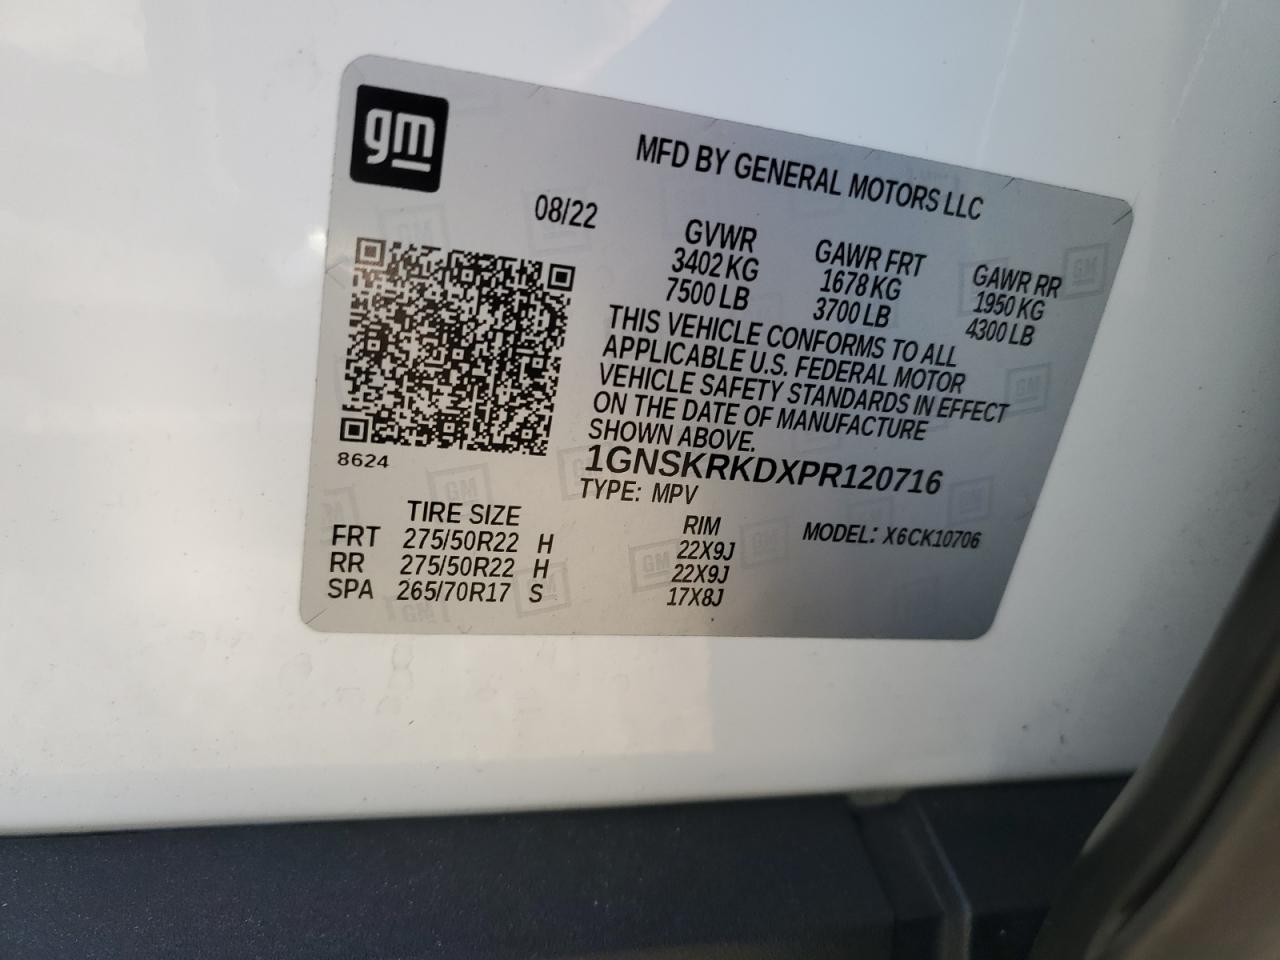 gm
MFD BY GENERAL MOTORS LLC
08/22
GVWR GAWR FRT GAWR RR
3402 KG 1678 KG 1950 KG
7500 LB 3700 LB 4300 LB
THIS VEHICLE CONFORMS TO ALL
APPLICABLE U.S. FEDERAL MOTOR
VEHICLE SAFETY STANDARDS IN EFFECT
ON THE DATE OF MANUFACTURE
SHOWN ABOVE.
8624
1GNSKRKDXPR120716
TYPE: MPV
MODEL: X6CK10706
TIRE SIZE RIM
FRT 275/50R22 H 22X9J
RR 275/50R22 H 22X9J
SPA 265/70R17 S 17X8J